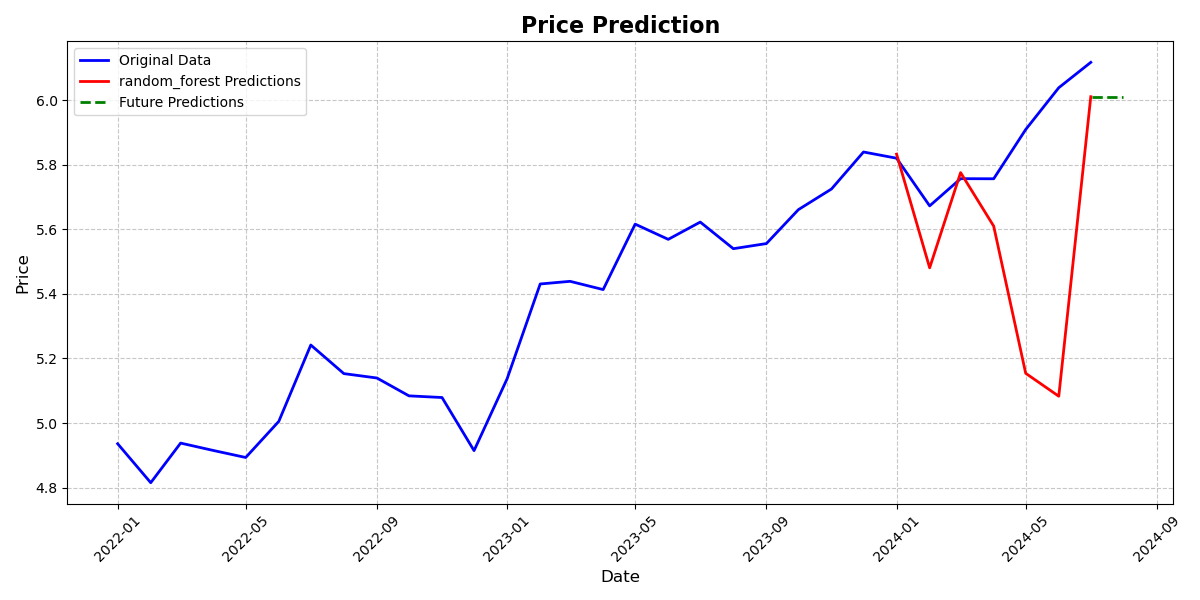 Price Prediction
Original Data
random_forest Predictions
Future Predictions
Price
6.0
5.8
5.6
5.4
5.2
5.0
4.8
2022-01
2022-05
2022-09
2023-01
2023-05
2023-09
2024-01
2024-05
2024-09
Date